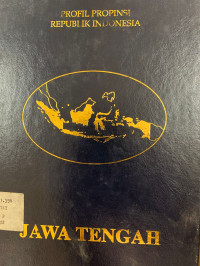 PROFIL PROPINSI
REPUBLIK INDONESIA
JAWA TENGAH